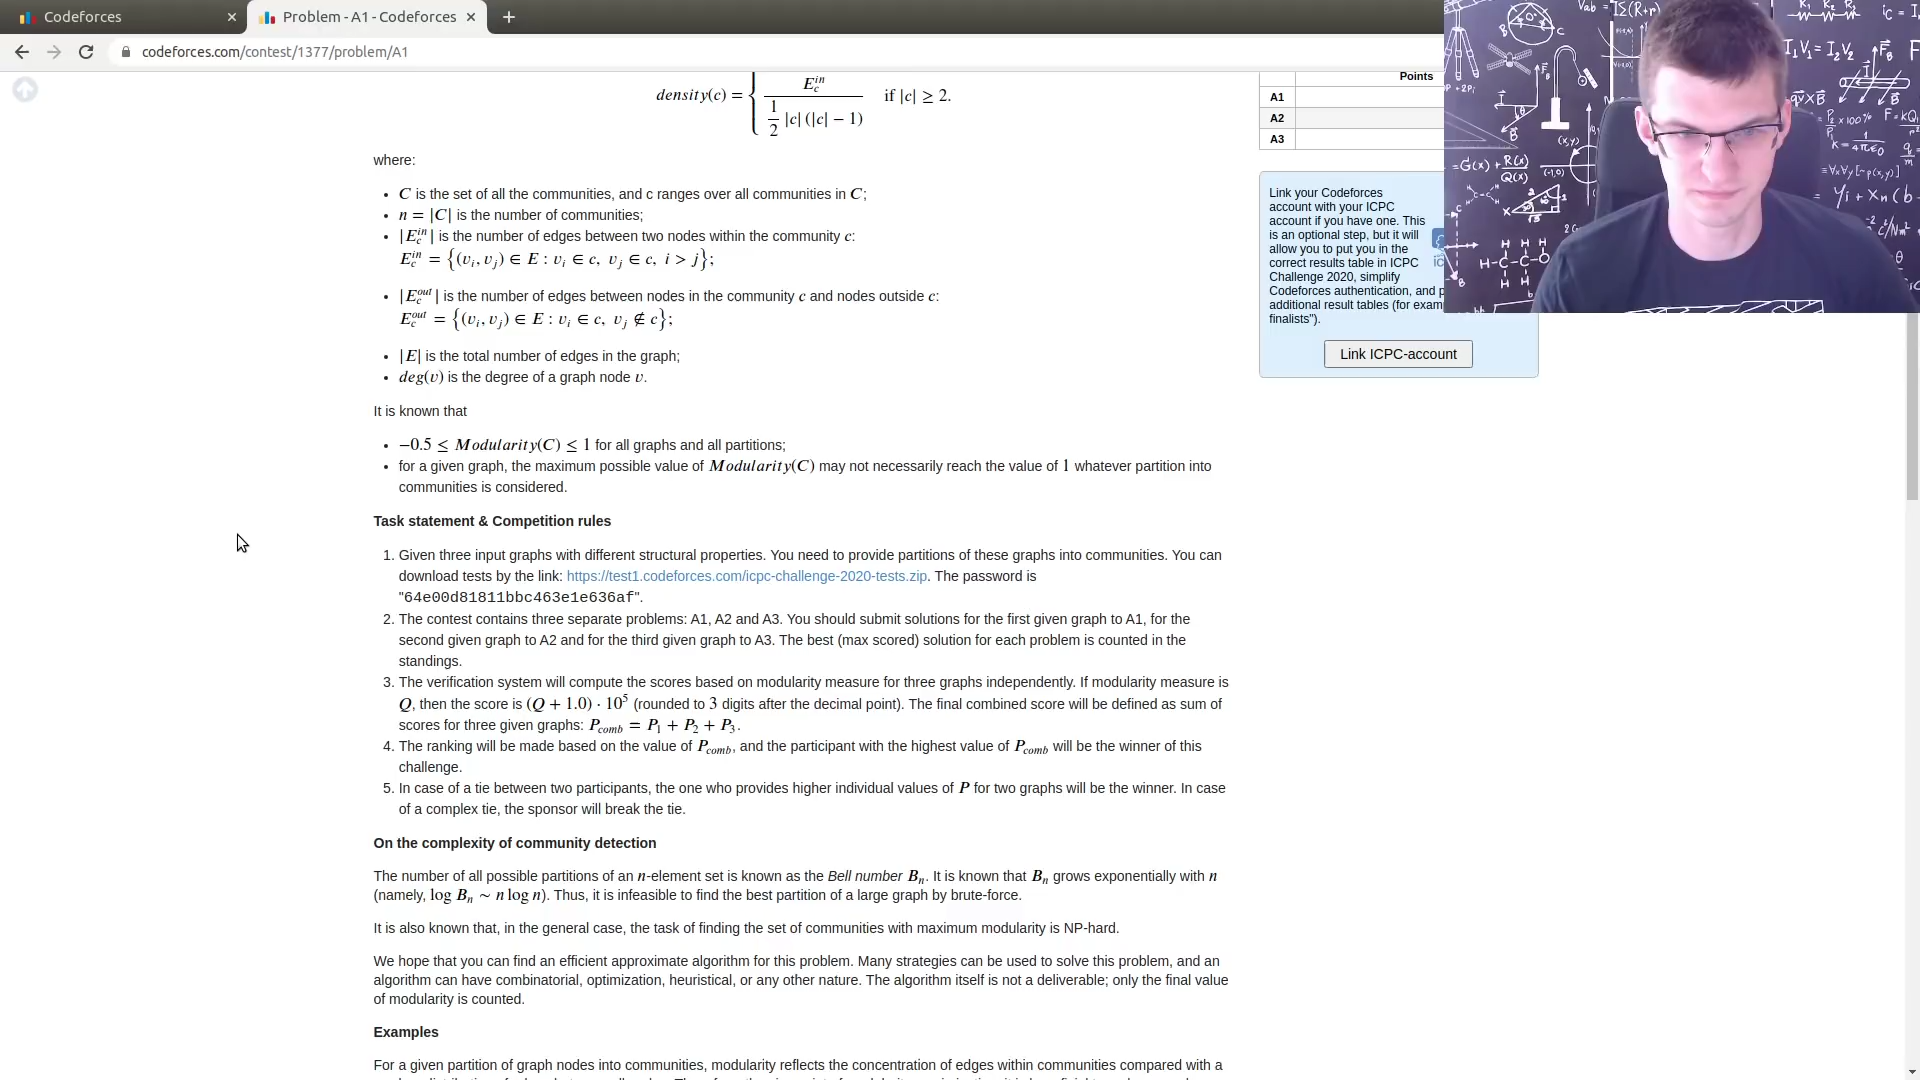 Codeforces
Problem - A1 - Codeforces
codeforces.com/contest/1377/problem/A1
density(c) = { E_c^in / (1/2 |c| (|c| − 1)) if |c| ≥ 2.
where:
• C is the set of all the communities, and c ranges over all communities in C;
• n = |C| is the number of communities;
• |E_c^in| is the number of edges between two nodes within the community c:
E_c^in = {(v_i, v_j) ∈ E : v_i ∈ c, v_j ∈ c, i > j};
• |E_c^out| is the number of edges between nodes in the community c and nodes outside c:
E_c^out = {(v_i, v_j) ∈ E : v_i ∈ c, v_j ∉ c};
• |E| is the total number of edges in the graph;
• deg(v) is the degree of a graph node v.
It is known that
• −0.5 ≤ Modularity(C) ≤ 1 for all graphs and all partitions;
• for a given graph, the maximum possible value of Modularity(C) may not necessarily reach the value of 1 whatever partition into
communities is considered.
Task statement & Competition rules
1. Given three input graphs with different structural properties. You need to provide partitions of these graphs into communities. You can
download tests by the link: https://test1.codeforces.com/icpc-challenge-2020-tests.zip. The password is
"64e00d81811bbc463e1e636af".
2. The contest contains three separate problems: A1, A2 and A3. You should submit solutions for the first given graph to A1, for the
second given graph to A2 and for the third given graph to A3. The best (max scored) solution for each problem is counted in the
standings.
3. The verification system will compute the scores based on modularity measure for three graphs independently. If modularity measure is
Q, then the score is (Q + 1.0) · 10^5 (rounded to 3 digits after the decimal point). The final combined score will be defined as sum of
scores for three given graphs: P_comb = P_1 + P_2 + P_3.
4. The ranking will be made based on the value of P_comb, and the participant with the highest value of P_comb will be the winner of this
challenge.
5. In case of a tie between two participants, the one who provides higher individual values of P for two graphs will be the winner. In case
of a complex tie, the sponsor will break the tie.
On the complexity of community detection
The number of all possible partitions of an n-element set is known as the Bell number B_n. It is known that B_n grows exponentially with n
(namely, log B_n ∼ n log n). Thus, it is infeasible to find the best partition of a large graph by brute-force.
It is also known that, in the general case, the task of finding the set of communities with maximum modularity is NP-hard.
We hope that you can find an efficient approximate algorithm for this problem. Many strategies can be used to solve this problem, and an
algorithm can have combinatorial, optimization, heuristical, or any other nature. The algorithm itself is not a deliverable; only the final value
of modularity is counted.
Examples
For a given partition of graph nodes into communities, modularity reflects the concentration of edges within communities compared with a
Points
A1
A2
A3
Link your Codeforces
account with your ICPC
account if you have one. This
is an optional step, but it will
allow you to put you in the
correct results table in ICPC
Challenge 2020, simplify
Codeforces authentication, and
additional result tables (for
finalists").
Link ICPC-account